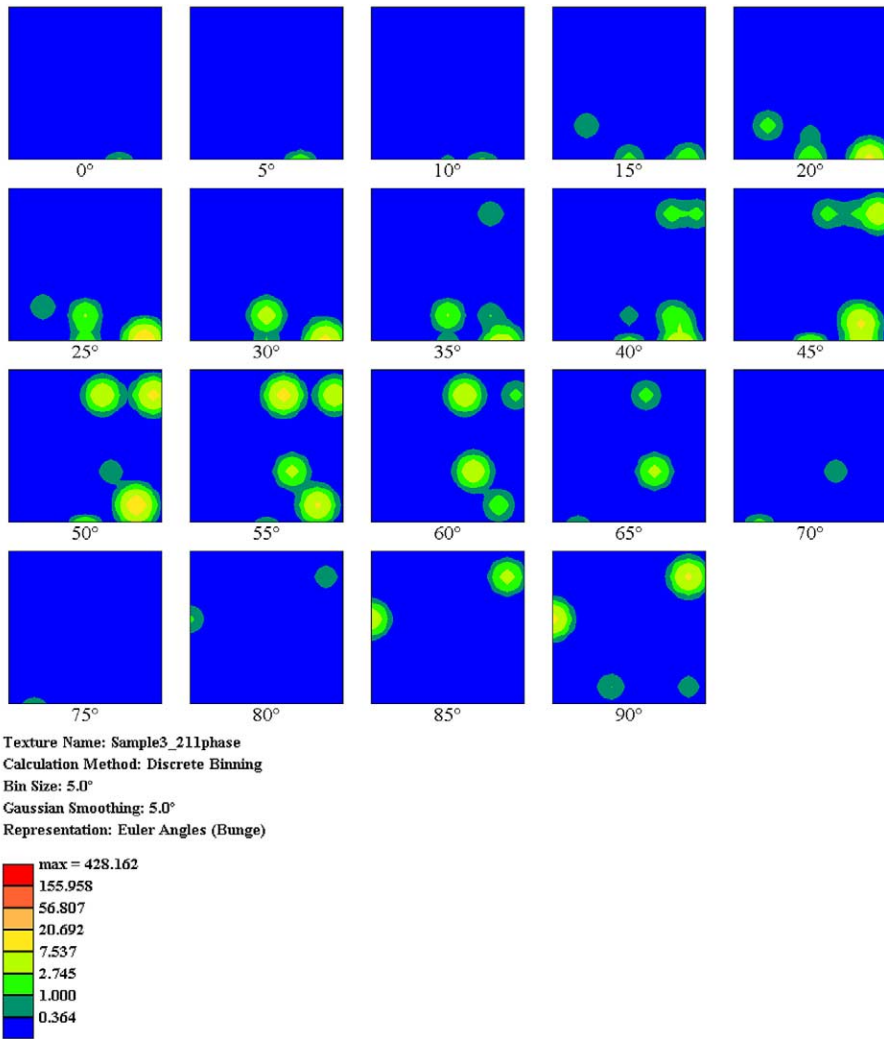 0° 5° 10° 15° 20°
25° 30° 35° 40° 45°
50° 55° 60° 65° 70°
75° 80° 85° 90°
Texture Name: Sample3_211phase
Calculation Method: Discrete Binning
Bin Size: 5.0°
Gaussian Smoothing: 5.0°
Representation: Euler Angles (Bunge)
max = 428.162
155.958
56.807
20.692
7.537
2.745
1.000
0.364